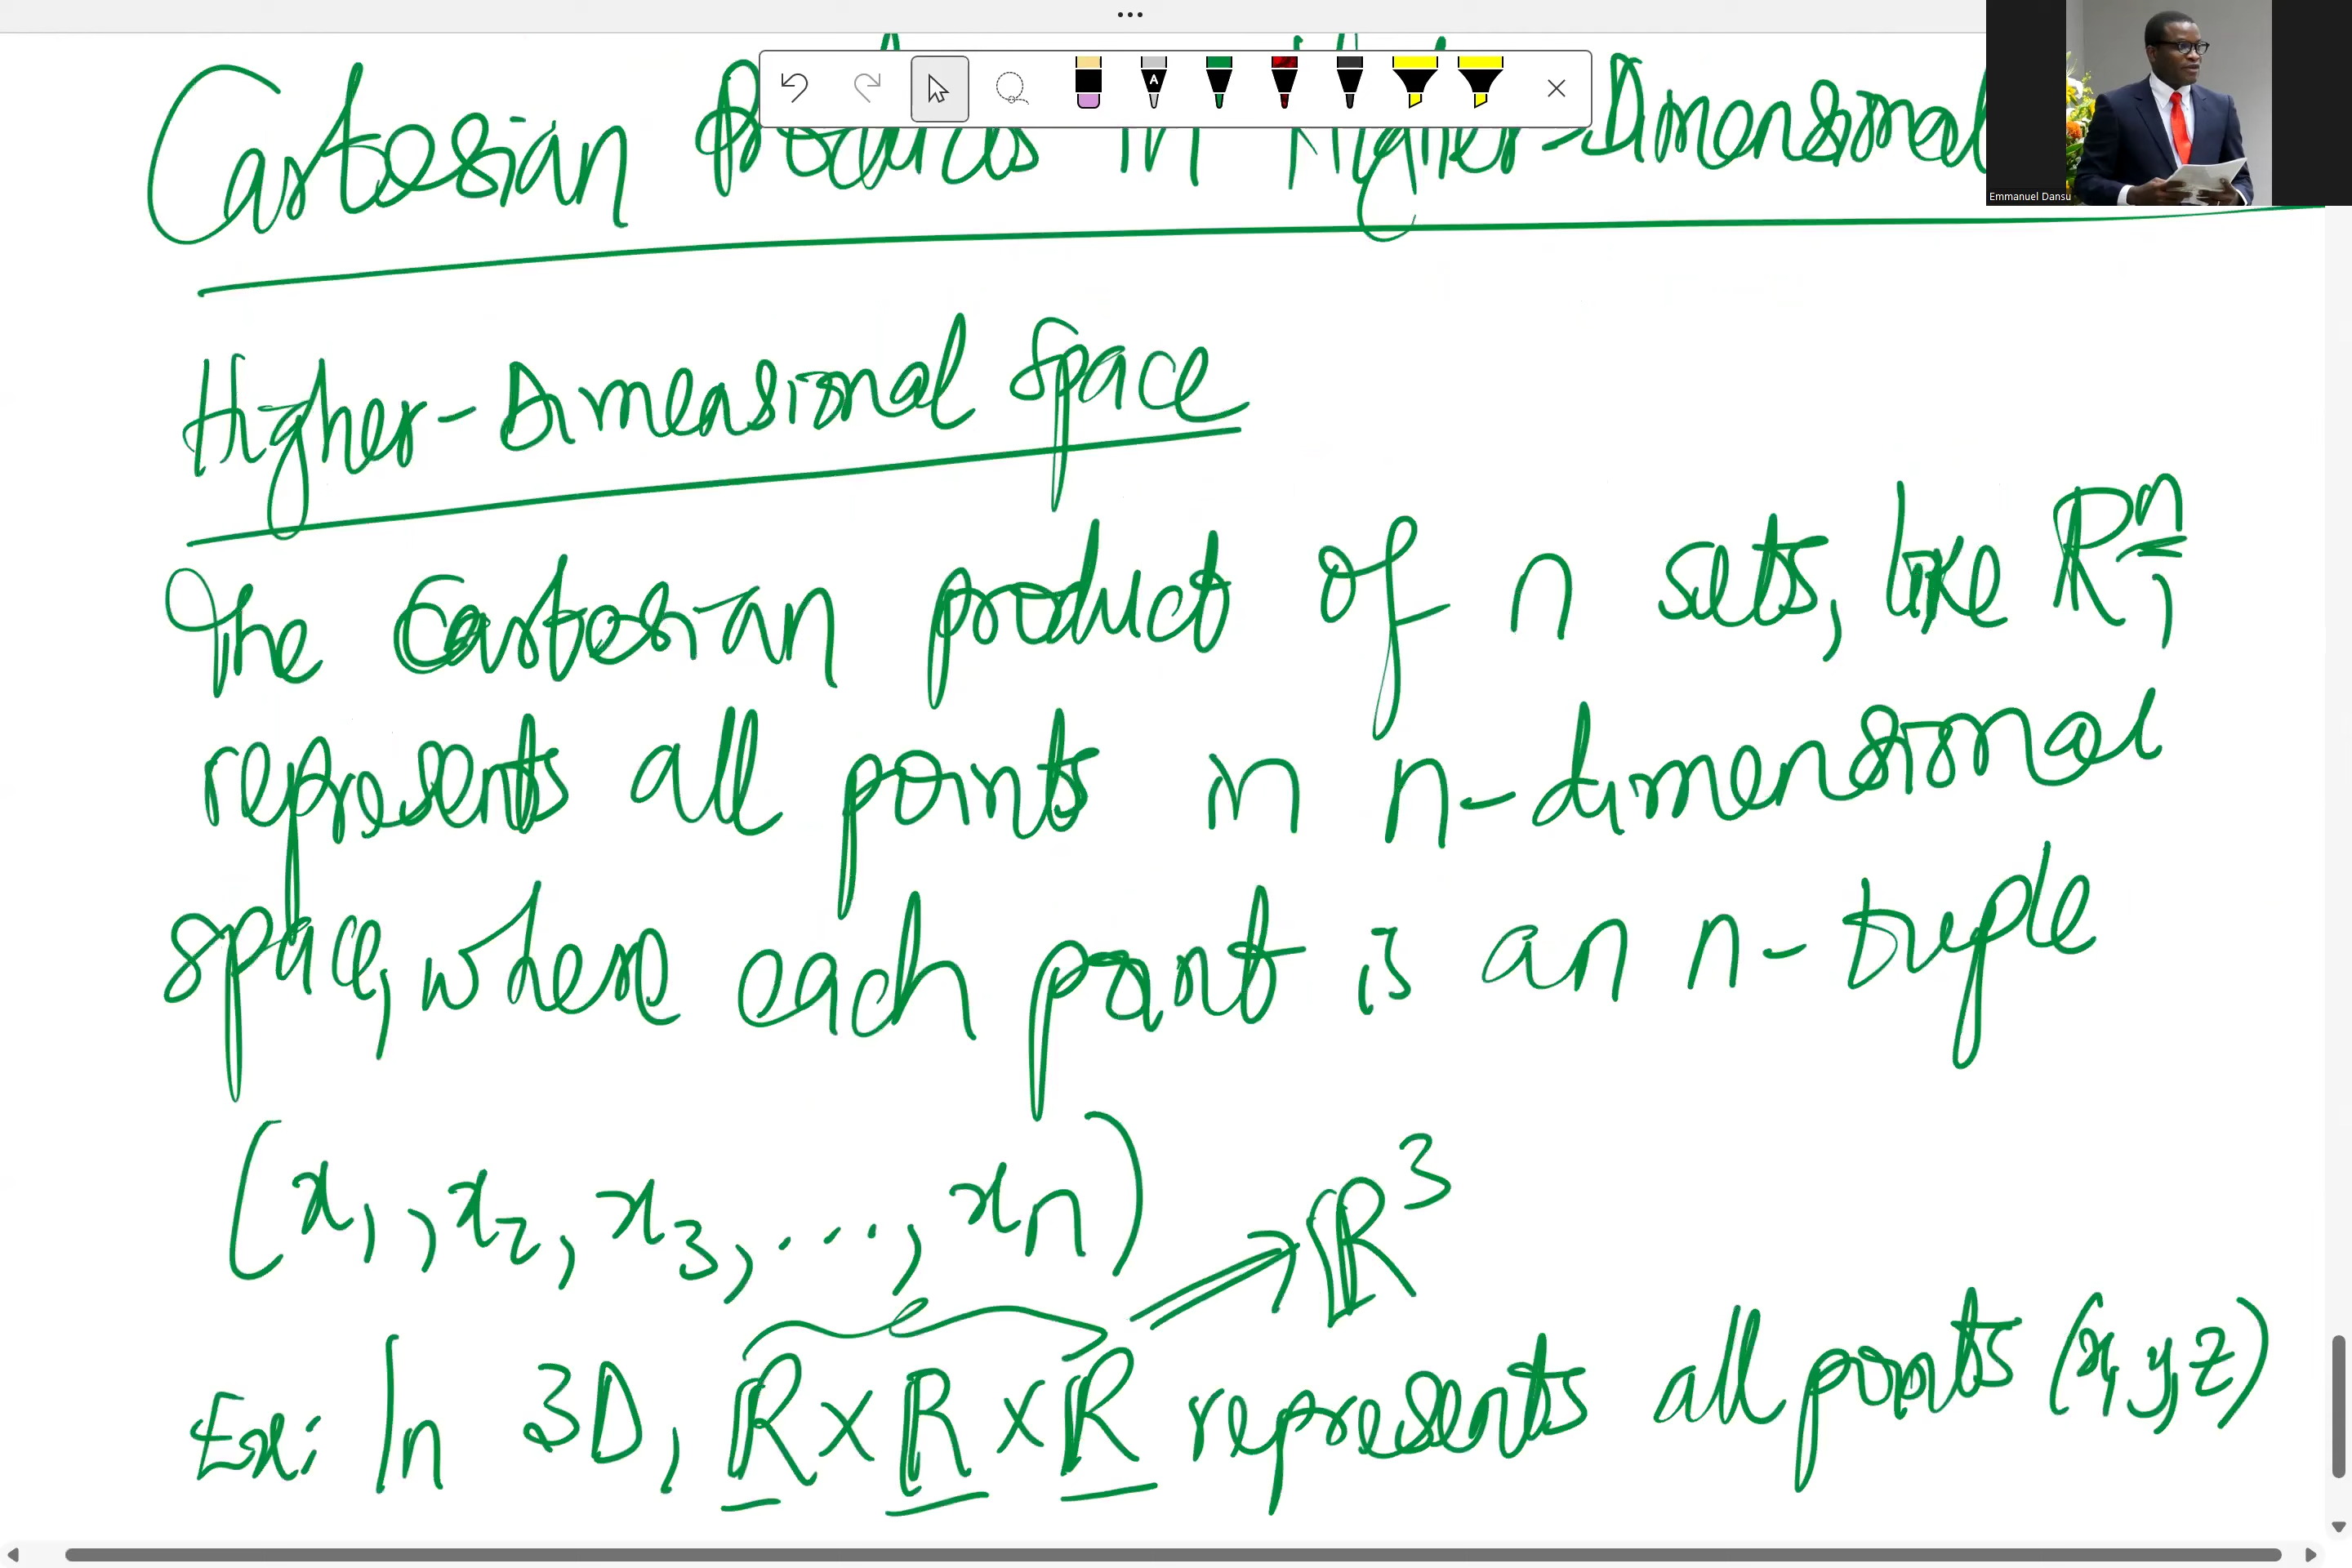 Cartesian Products in Higher-Dimensional
Emmanuel Dansu
Higher-Dimensional Space
The Cartesian product of n sets, like ℝⁿ,
represents all points in n-dimensional
space, where each point is an n-tuple
(x₁, x₂, x₃, ..., xₙ)
⇒ ℝ³
Ex: In 3D, ℝ × ℝ × ℝ represents all points (x, y, z)